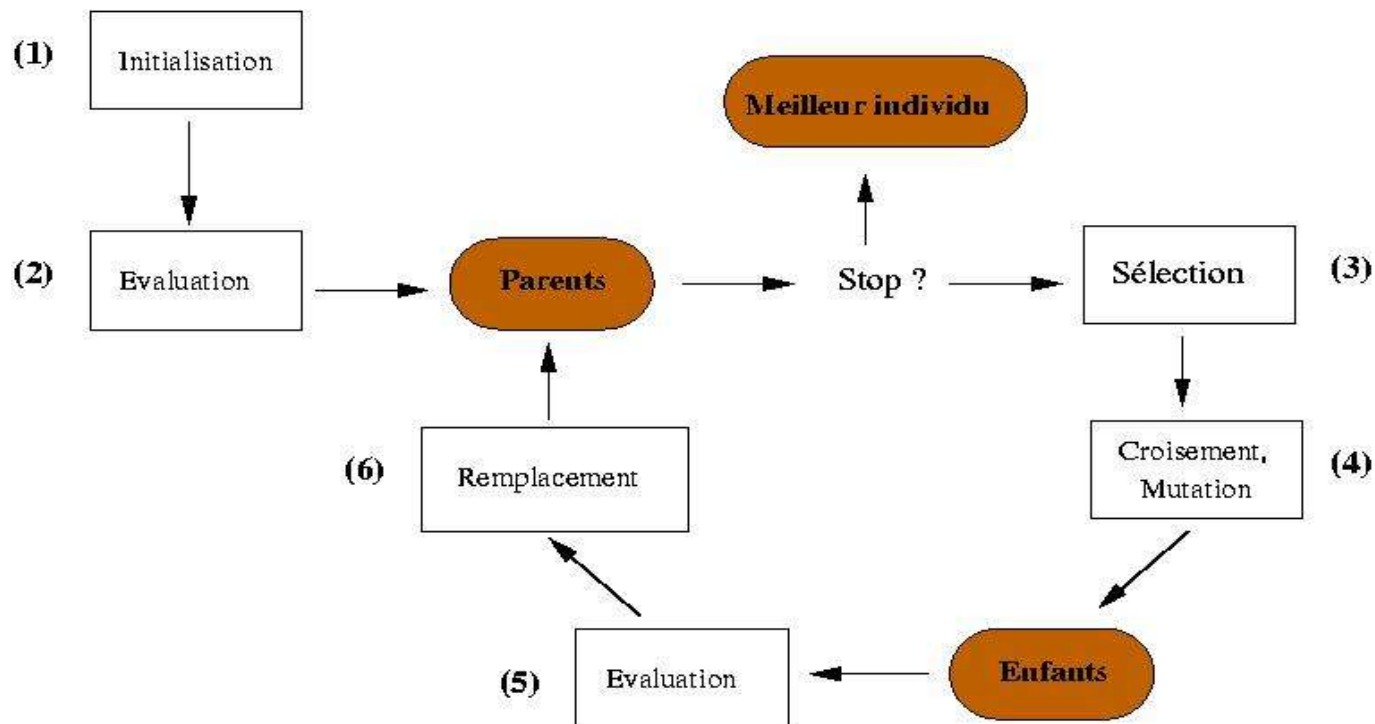 (1)
Initialisation
Meilleur individu
(2)
Evaluation
Parents
Stop ?
Sélection
(3)
(6)
Remplacement
Croisement,
Mutation
(4)
(5)
Evaluation
Enfants